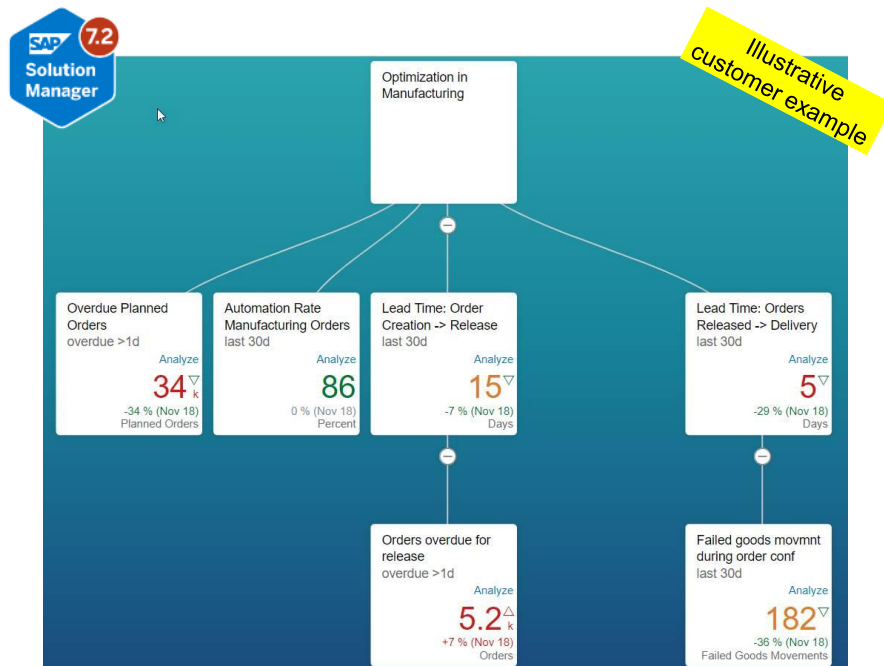 SAP 7.2
Solution
Manager
Illustrative
customer example
Optimization in
Manufacturing
Overdue Planned
Orders
overdue >1d
Analyze
34 k
-34 % (Nov 18)
Planned Orders
Automation Rate
Manufacturing Orders
last 30d
Analyze
86
0 % (Nov 18)
Percent
Lead Time: Order
Creation -> Release
last 30d
Analyze
15
-7 % (Nov 18)
Days
Lead Time: Orders
Released -> Delivery
last 30d
Analyze
5
-29 % (Nov 18)
Days
Orders overdue for
release
overdue >1d
Analyze
5.2 k
+7 % (Nov 18)
Orders
Failed goods movmnt
during order conf
last 30d
Analyze
182
-36 % (Nov 18)
Failed Goods Movements